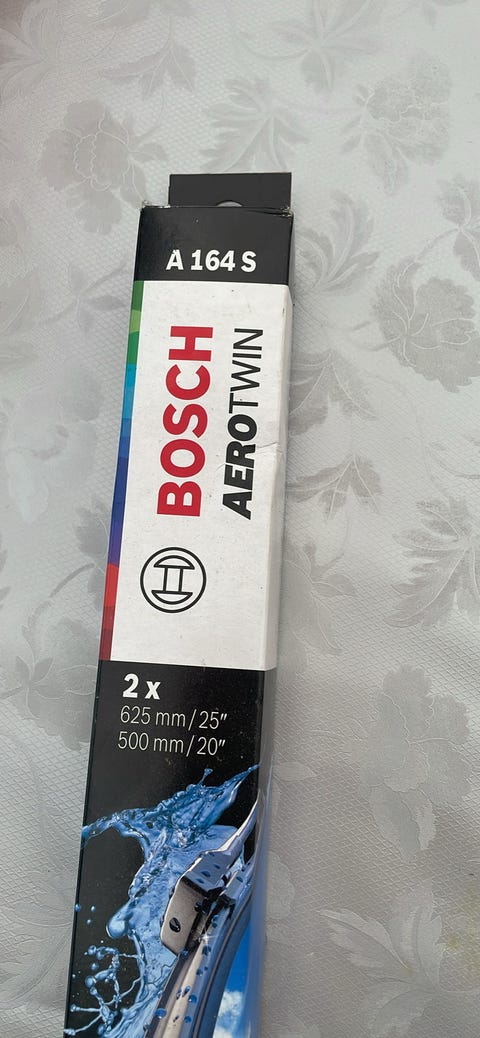 A 164 S
BOSCH
AEROTWIN
2 x
625 mm / 25"
500 mm / 20"